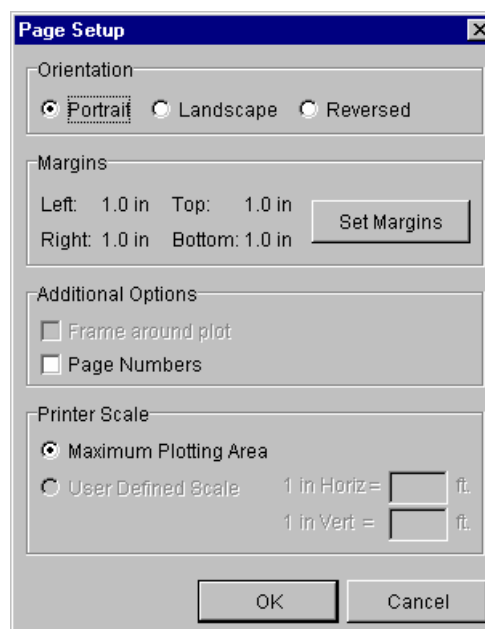 Page Setup
Orientation
Portrait Landscape Reversed
Margins
Left: 1.0 in Top: 1.0 in
Set Margins
Right: 1.0 in Bottom: 1.0 in
Additional Options
Frame around plot
Page Numbers
Printer Scale
Maximum Plotting Area
User Defined Scale 1 in Horiz = ft.
1 in Vert = ft.
OK Cancel